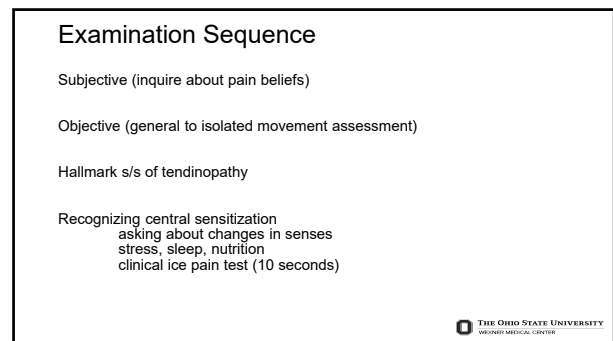 Examination Sequence
Subjective (inquire about pain beliefs)
Objective (general to isolated movement assessment)
Hallmark s/s of tendinopathy
Recognizing central sensitization
asking about changes in senses
stress, sleep, nutrition
clinical ice pain test (10 seconds)
THE OHIO STATE UNIVERSITY
WEXNER MEDICAL CENTER